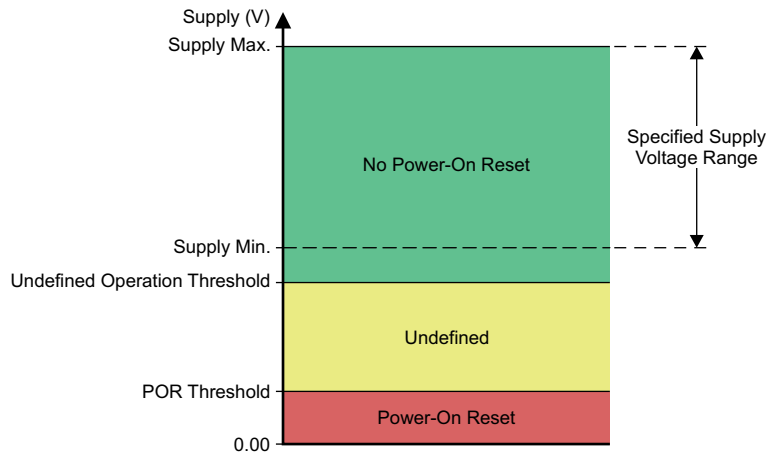 Supply (V)
Supply Max.
No Power-On Reset
Specified Supply
Voltage Range
Supply Min.
Undefined Operation Threshold
Undefined
POR Threshold
Power-On Reset
0.00